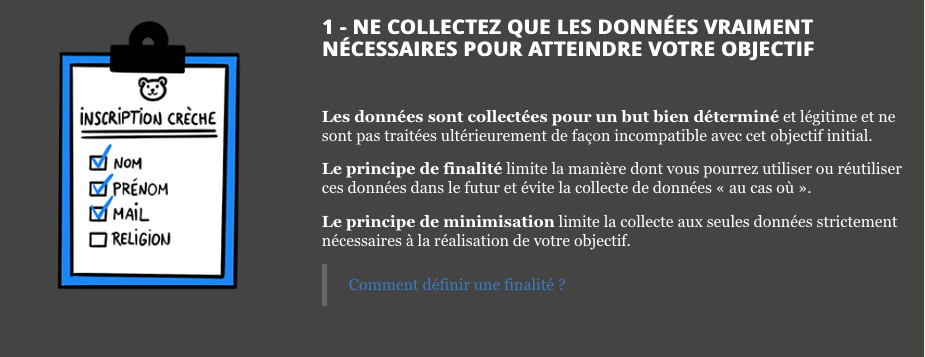 INSCRIPTION CRÈCHE
NOM
PRÉNOM
MAIL
RELIGION
1 - NE COLLECTEZ QUE LES DONNÉES VRAIMENT
NÉCESSAIRES POUR ATTEINDRE VOTRE OBJECTIF
Les données sont collectées pour un but bien déterminé et légitime et ne
sont pas traitées ultérieurement de façon incompatible avec cet objectif initial.
Le principe de finalité limite la manière dont vous pourrez utiliser ou réutiliser
ces données dans le futur et évite la collecte de données « au cas où ».
Le principe de minimisation limite la collecte aux seules données strictement
nécessaires à la réalisation de votre objectif.
Comment définir une finalité ?